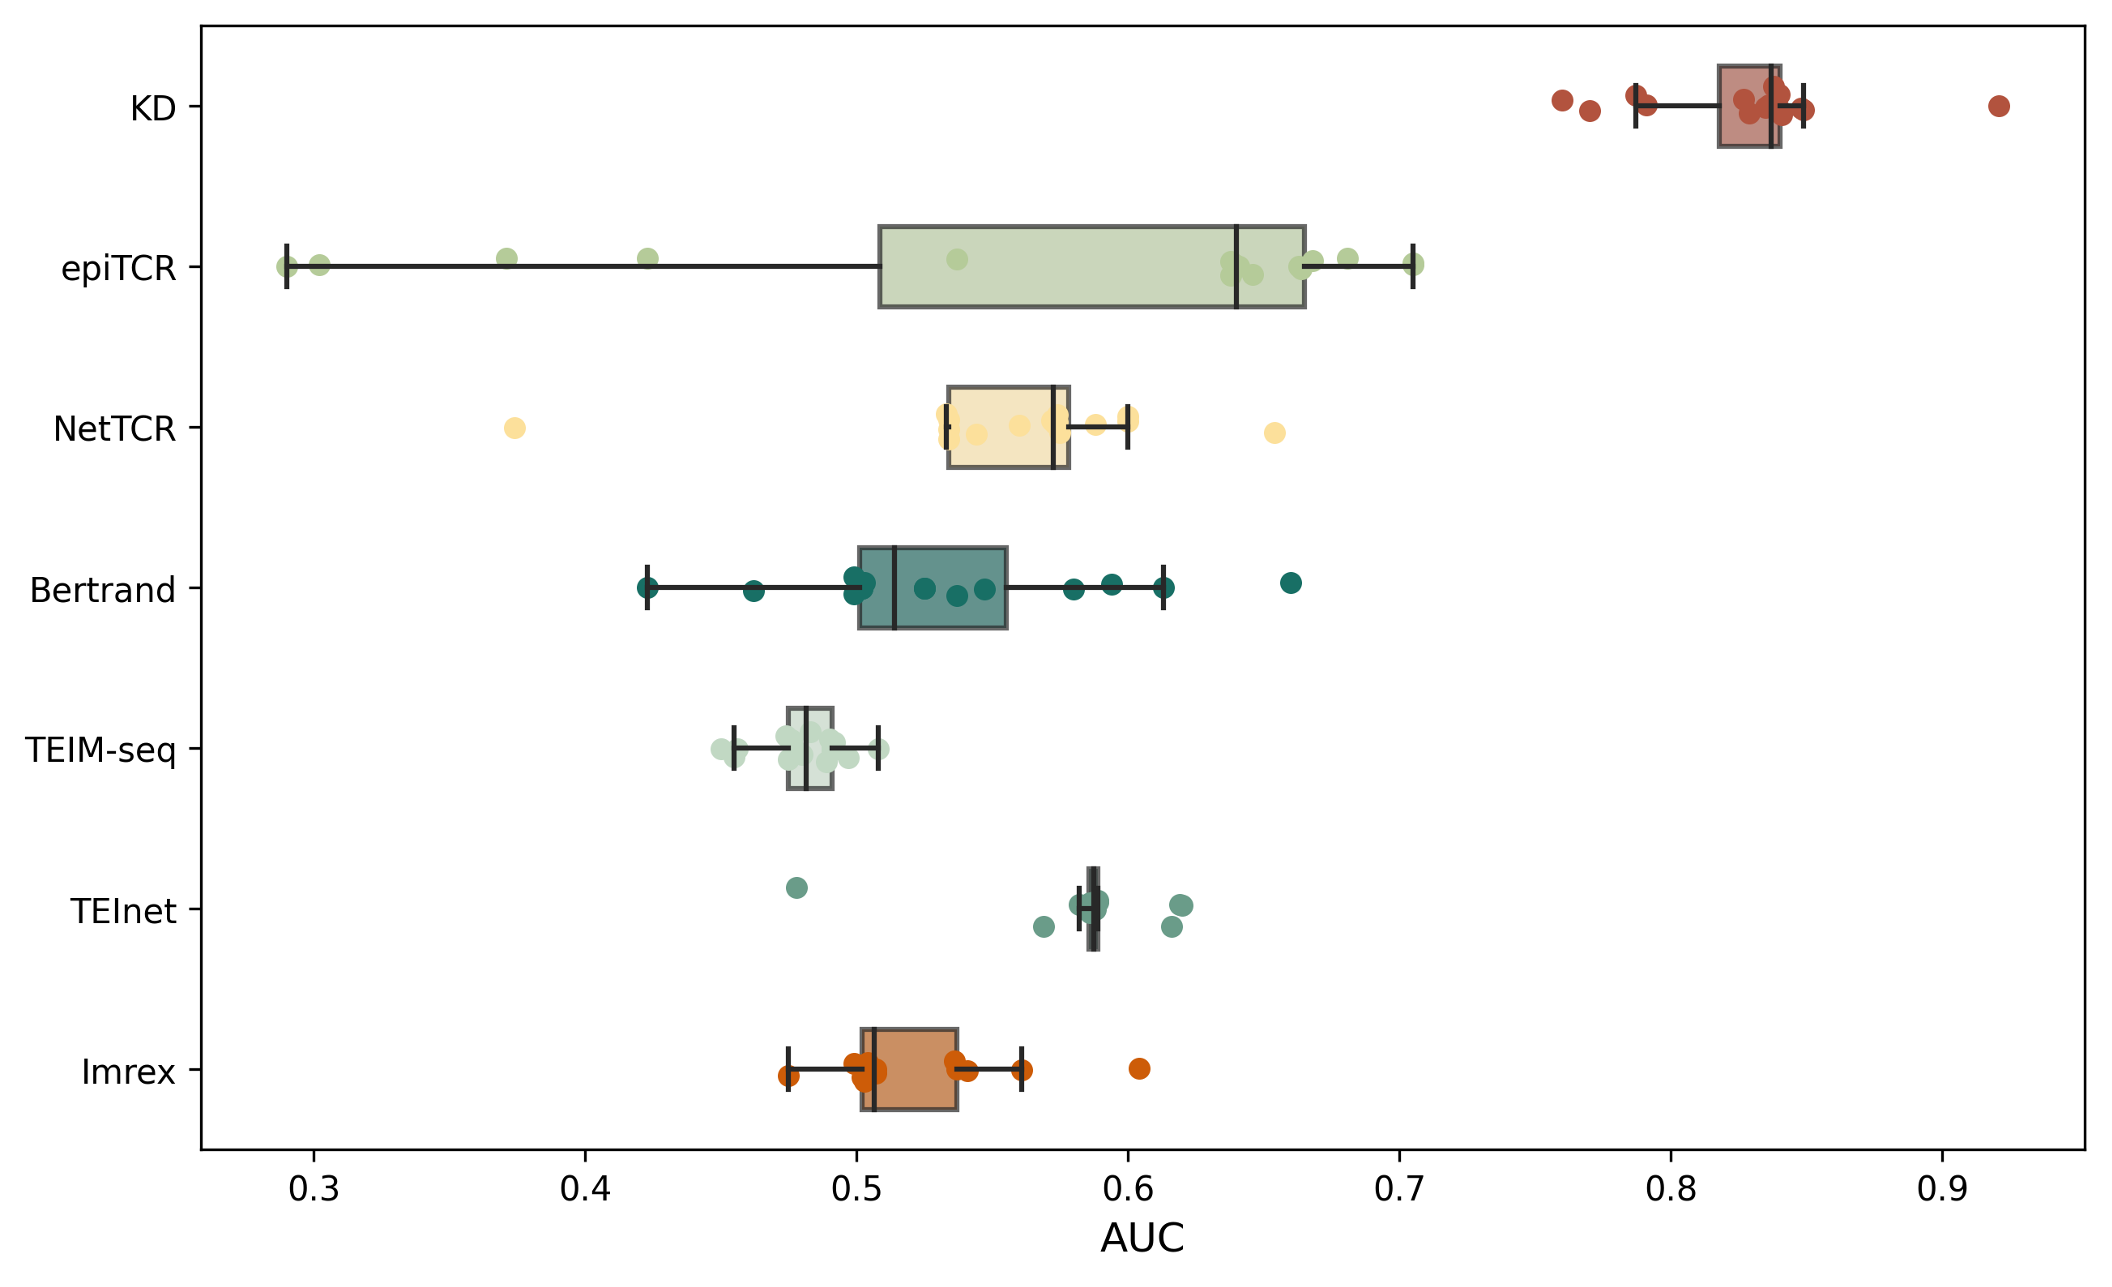 KD
epiTCR
NetTCR
Bertrand
TEIM-seq
TEInet
Imrex
0.3 0.4 0.5 0.6 0.7 0.8 0.9
AUC